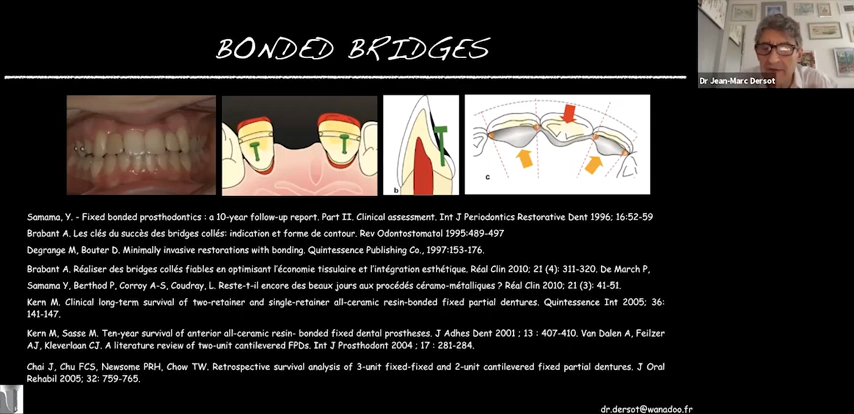 BONDED BRIDGES
Dr Jean-Marc Dersot
b
c
Samama, Y. - Fixed bonded prosthodontics : a 10-year follow-up report. Part II. Clinical assessment. Int J Periodontics Restorative Dent 1996; 16:52-59
Brabant A. Les clés du succès des bridges collés: indication et forme de contour. Rev Odontostomatol 1995:489-497
Degrange M, Bouter D. Minimally invasive restorations with bonding. Quintessence Publishing Co., 1997:153-176.
Brabant A. Réaliser des bridges collés fiables en optimisant l'économie tissulaire et l'intégration esthétique. Réal Clin 2010; 21 (4): 311-320. De March P,
Samama Y, Berthod P, Corroy A-S, Coudray, L. Reste-t-il encore des beaux jours aux procédés céramo-métalliques ? Réal Clin 2010; 21 (3): 41-51.
Kern M. Clinical long-term survival of two-retainer and single-retainer all-ceramic resin-bonded fixed partial dentures. Quintessence Int 2005; 36:
141-147.
Kern M, Sasse M. Ten-year survival of anterior all-ceramic resin- bonded fixed dental prostheses. J Adhes Dent 2001 ; 13 : 407-410. Van Dalen A, Feilzer
AJ, Kleverlaan CJ. A literature review of two-unit cantilevered FPDs. Int J Prosthodont 2004 ; 17 : 281-284.
Chai J, Chu FCS, Newsome PRH, Chow TW. Retrospective survival analysis of 3-unit fixed-fixed and 2-unit cantilevered fixed partial dentures. J Oral
Rehabil 2005; 32: 759-765.
dr.dersot@wanadoo.fr